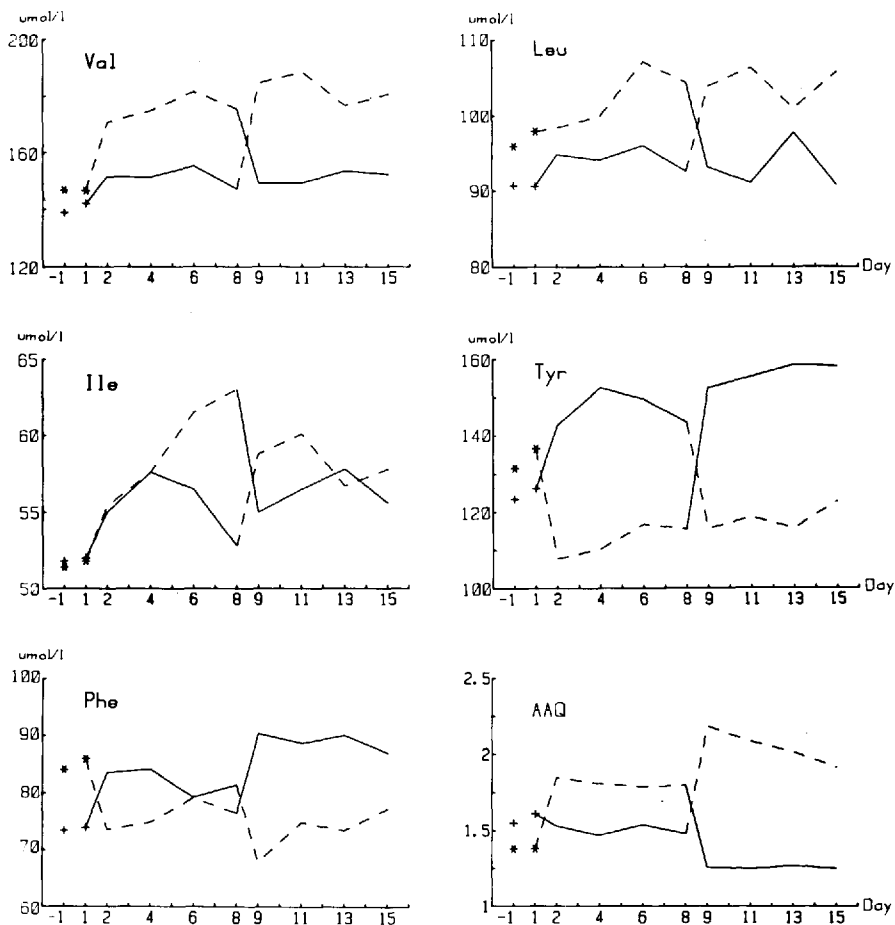 umol/l
200
Val
160
120
-1 1 2 4 6 8 9 11 13 15
umol/l
110
Leu
100
90
80
-1 1 2 4 6 8 9 11 13 15 Day
umol/l
65
Ile
60
55
50
-1 1 2 4 6 8 9 11 13 15
umol/l
160
Tyr
140
120
100
-1 1 2 4 6 8 9 11 13 15 Day
umol/l
100
Phe
90
80
70
60
-1 1 2 4 6 8 9 11 13 15
2.5
AAQ
2
1.5
1
-1 1 2 4 6 8 9 11 13 15 Day